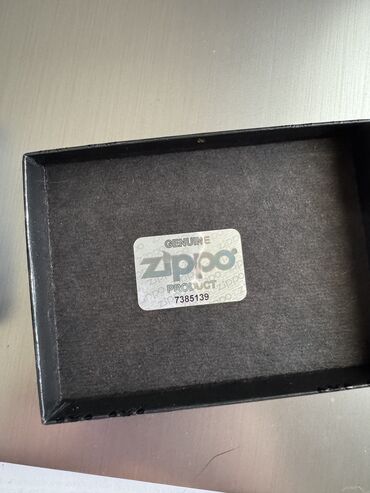 GENUINE
zippo
PRODUCT
7385139